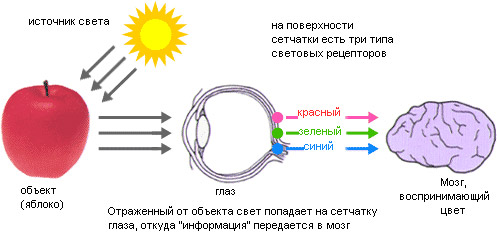 источник света
на поверхности
сетчатки есть три типа
световых рецепторов
красный
зеленый
синий
объект
(яблоко)
глаз
Мозг,
воспринимающий
цвет
Отраженный от объекта свет попадает на сетчатку
глаза, откуда "информация" передается в мозг